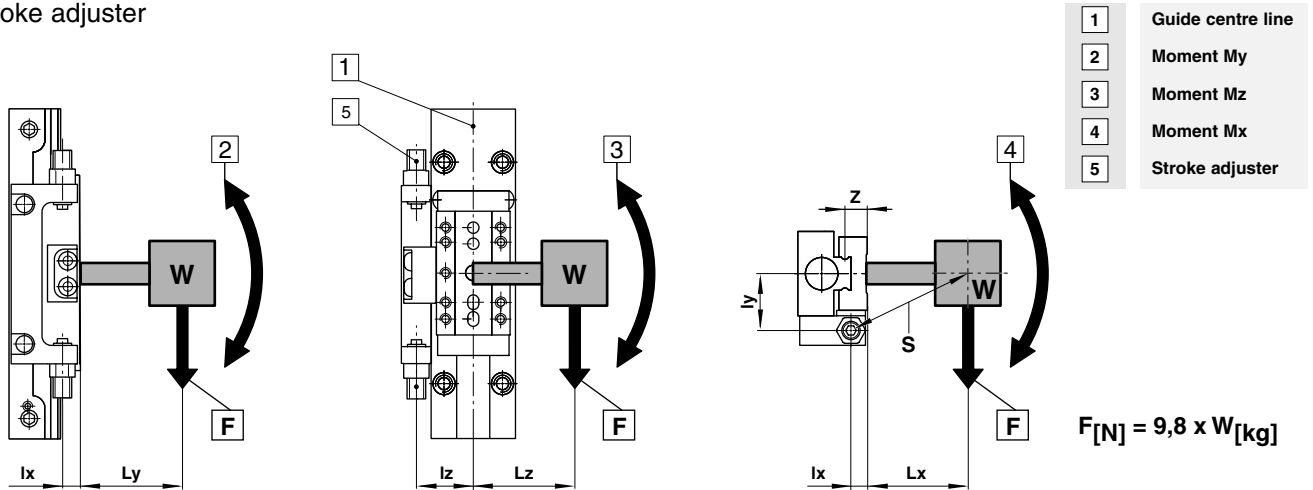 oke adjuster
1 Guide centre line
2 Moment My
3 Moment Mz
4 Moment Mx
5 Stroke adjuster
2
W
F
lx
Ly
1
5
3
W
F
lz
Lz
4
Z
ly
W
S
F
lx
Lx
F[N] = 9,8 x W[kg]